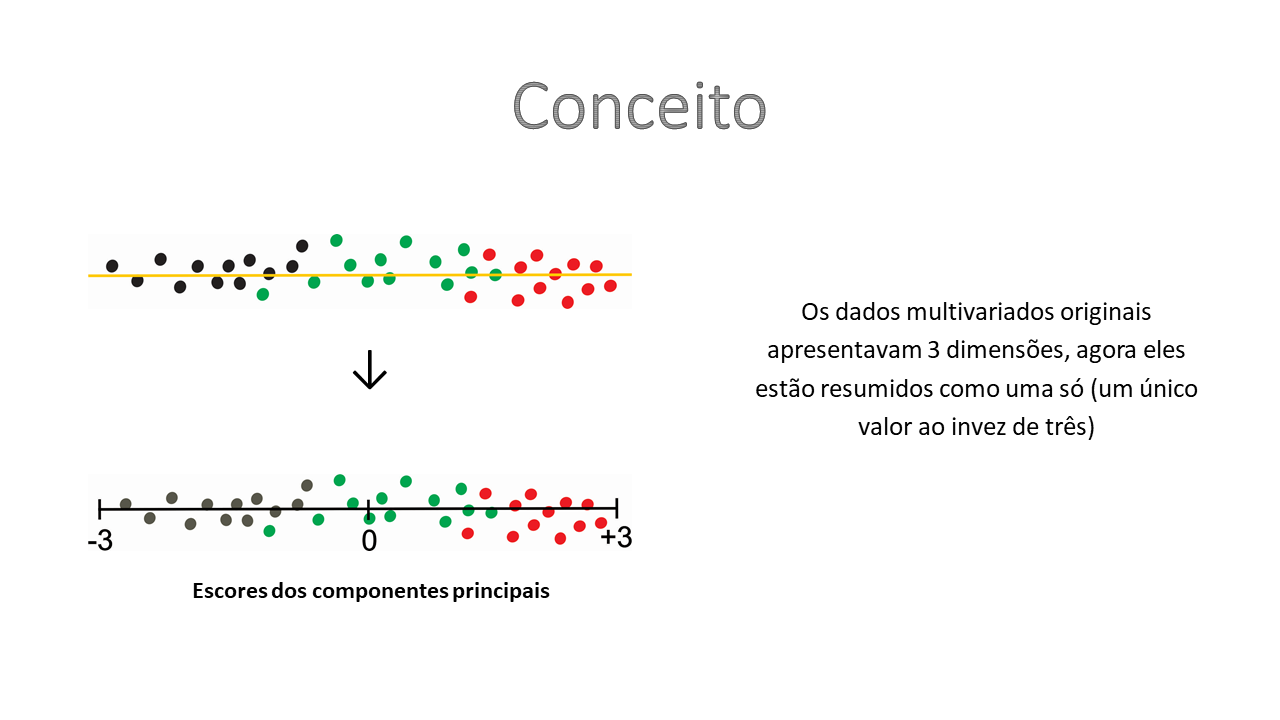 Conceito
Os dados multivariados originais
apresentavam 3 dimensões, agora eles
estão resumidos como uma só (um único
valor ao invez de três)
-3
0
+3
Escores dos componentes principais